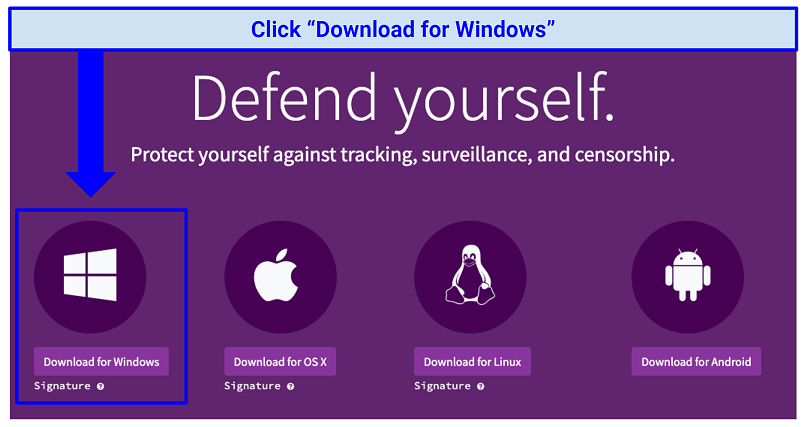 Click “Download for Windows”
Defend yourself.
Protect yourself against tracking, surveillance, and censorship.
Download for Windows
Download for OS X
Download for Linux
Download for Android
Signature ?
Signature ?
Signature ?